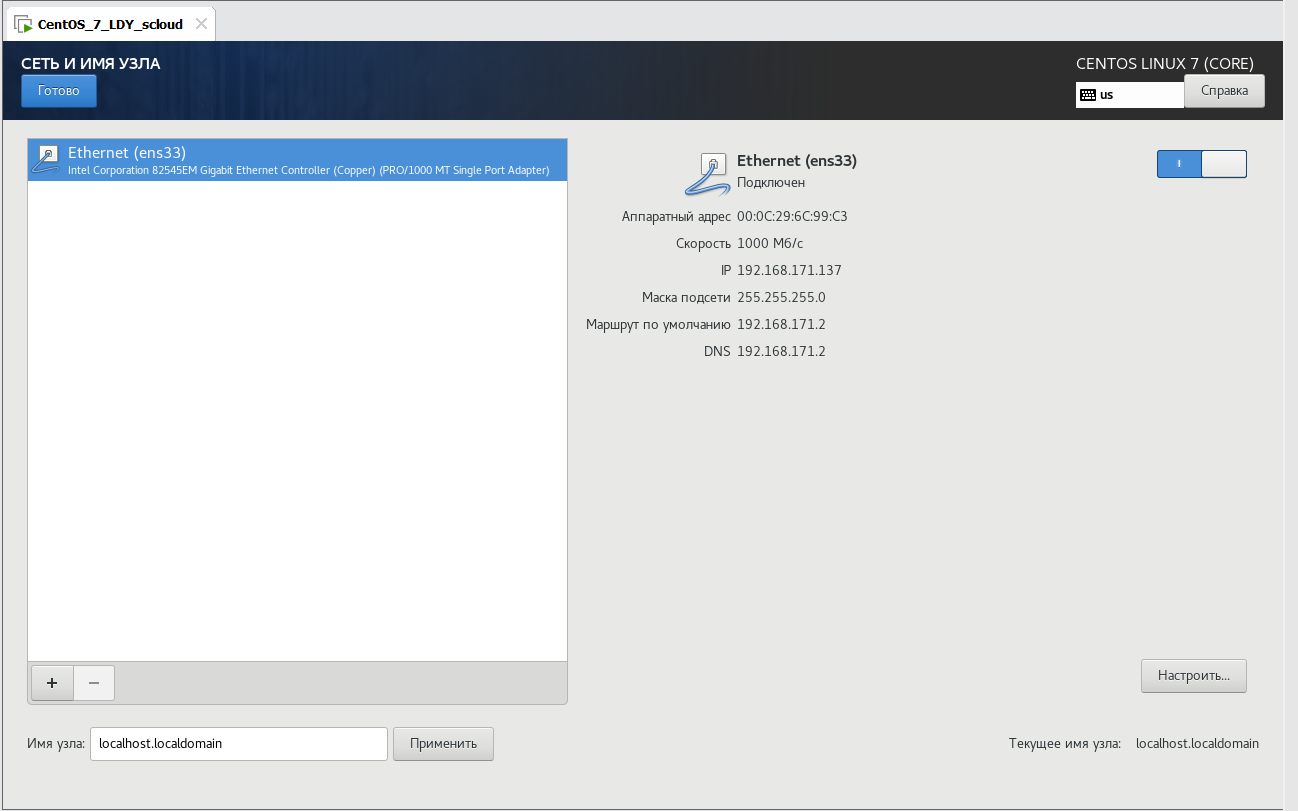 CentOS_7_LDY_scloud
СЕТЬ И ИМЯ УЗЛА
CENTOS LINUX 7 (CORE)
Готово
us
Справка
Ethernet (ens33)
Intel Corporation 82545EM Gigabit Ethernet Controller (Copper) (PRO/1000 MT Single Port Adapter)
Ethernet (ens33)
Подключен
Аппаратный адрес 00:0C:29:6C:99:C3
Скорость 1000 Мб/с
IP 192.168.171.137
Маска подсети 255.255.255.0
Маршрут по умолчанию 192.168.171.2
DNS 192.168.171.2
Настроить...
Имя узла: localhost.localdomain Применить
Текущее имя узла: localhost.localdomain